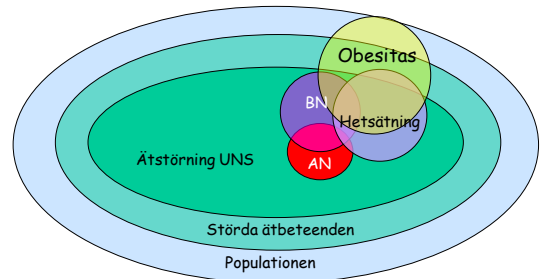 Obesitas
BN
Hetsätning
Ätstörning UNS
AN
Störda ätbeteenden
Populationen